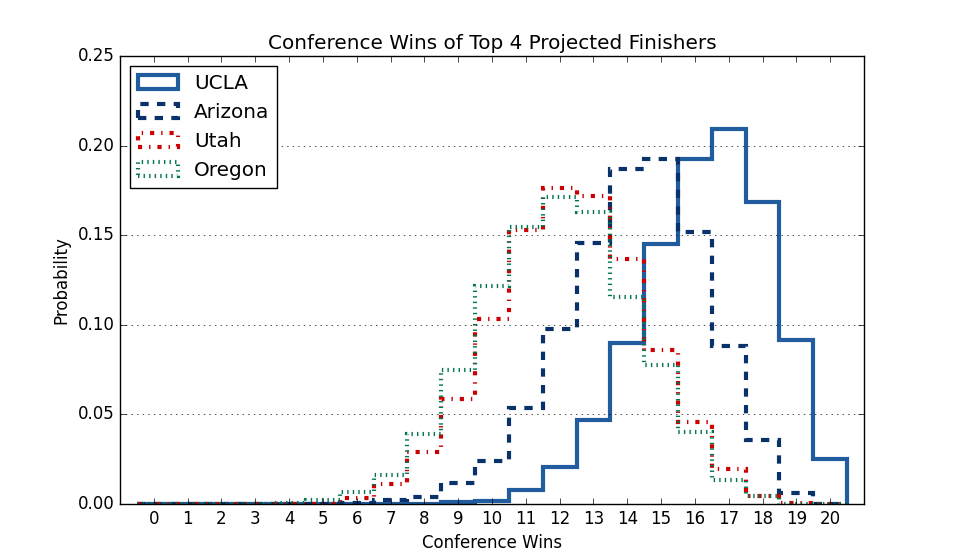 Conference Wins of Top 4 Projected Finishers
0.25
0.20
0.15
0.10
0.05
0.00
Probability
UCLA
Arizona
Utah
Oregon
0 1 2 3 4 5 6 7 8 9 10 11 12 13 14 15 16 17 18 19 20
Conference Wins